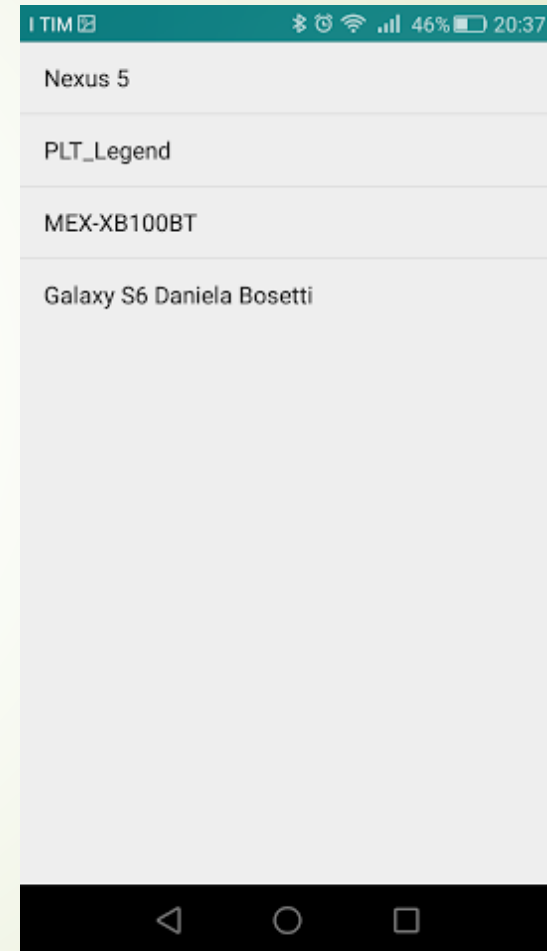 I TIM 46% 20:37
Nexus 5
PLT_Legend
MEX-XB100BT
Galaxy S6 Daniela Bosetti